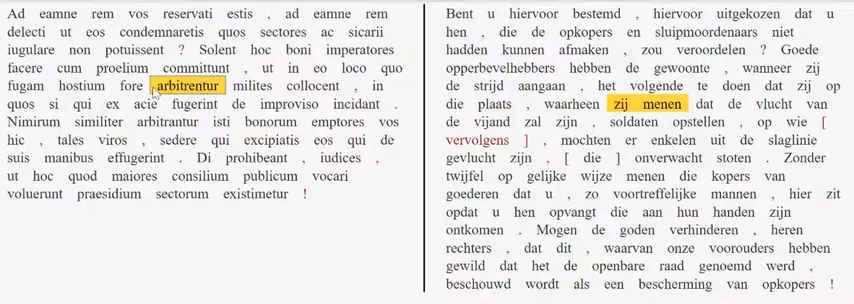 Ad eamne rem vos reservati estis , ad eamne rem
delecti ut eos condemnaretis quos sectores ac sicarii
iugulare non potuissent ? Solent hoc boni imperatores
facere cum proelium committunt , ut in eo loco quo
fugam hostium fore arbitrentur milites collocent , in
quos si qui ex acie fugerint de improviso incidant .
Nimirum similiter arbitrantur isti bonorum emptores vos
hic , tales viros , sedere qui excipiatis eos qui de
suis manibus effugerint . Di prohibeant , iudices ,
ut hoc quod maiores consilium publicum vocari
voluerunt praesidium sectorum existimetur !
Bent u hiervoor bestemd , hiervoor uitgekozen dat u
hen , die de opkopers en sluipmoordenaars niet
hadden kunnen afmaken , zou veroordelen ? Goede
opperbevelhebbers hebben de gewoonte , wanneer zij
de strijd aangaan , het volgende te doen dat zij op
die plaats , waarheen zij menen dat de vlucht van
de vijand zal zijn , soldaten opstellen , op wie [
vervolgens ] , mochten er enkelen uit de slaglinie
gevlucht zijn , [ die ] onverwacht stoten . Zonder
twijfel op gelijke wijze menen die kopers van
goederen dat u , zo voortreffelijke mannen , hier zit
opdat u hen opvangt die aan hun handen zijn
ontkomen . Mogen de goden verhinderen , heren
rechters , dat dit , waarvan onze voorouders hebben
gewild dat het de openbare raad genoemd werd ,
beschouwd wordt als een bescherming van opkopers !